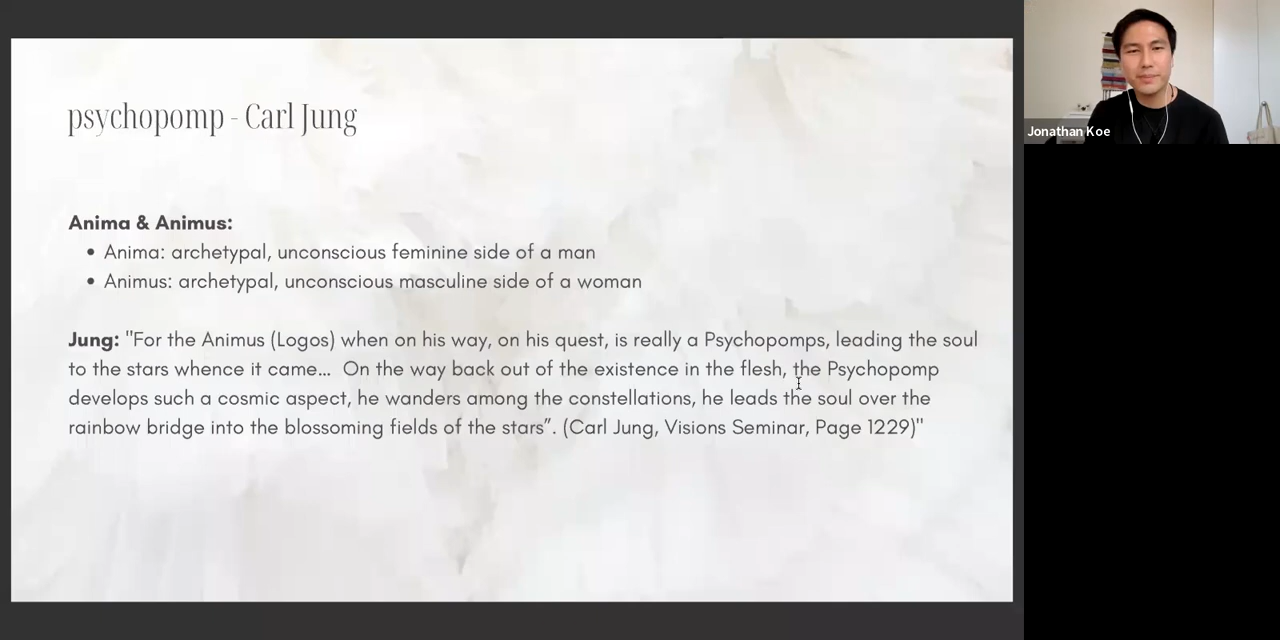 psychopomp - Carl Jung
Anima & Animus:
• Anima: archetypal, unconscious feminine side of a man
• Animus: archetypal, unconscious masculine side of a woman
Jung: "For the Animus (Logos) when on his way, on his quest, is really a Psychopomps, leading the soul
to the stars whence it came... On the way back out of the existence in the flesh, the Psychopomp
develops such a cosmic aspect, he wanders among the constellations, he leads the soul over the
rainbow bridge into the blossoming fields of the stars”. (Carl Jung, Visions Seminar, Page 1229)"
Jonathan Koe